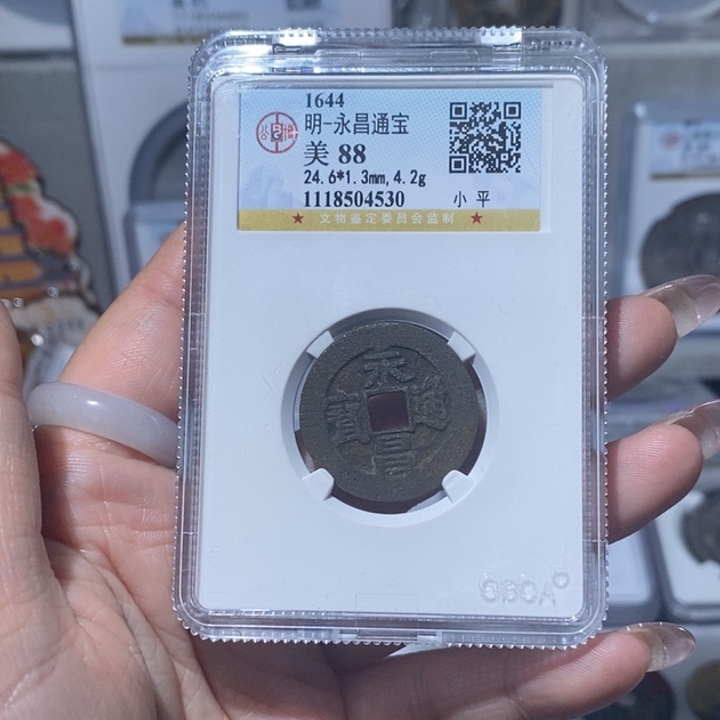 1644
明-永昌通宝
美 88
24.6*1.3mm,4.2g
1118504530 小平
★ 文物鉴定委员会监制 ★
永
寶 通
昌
GBCA